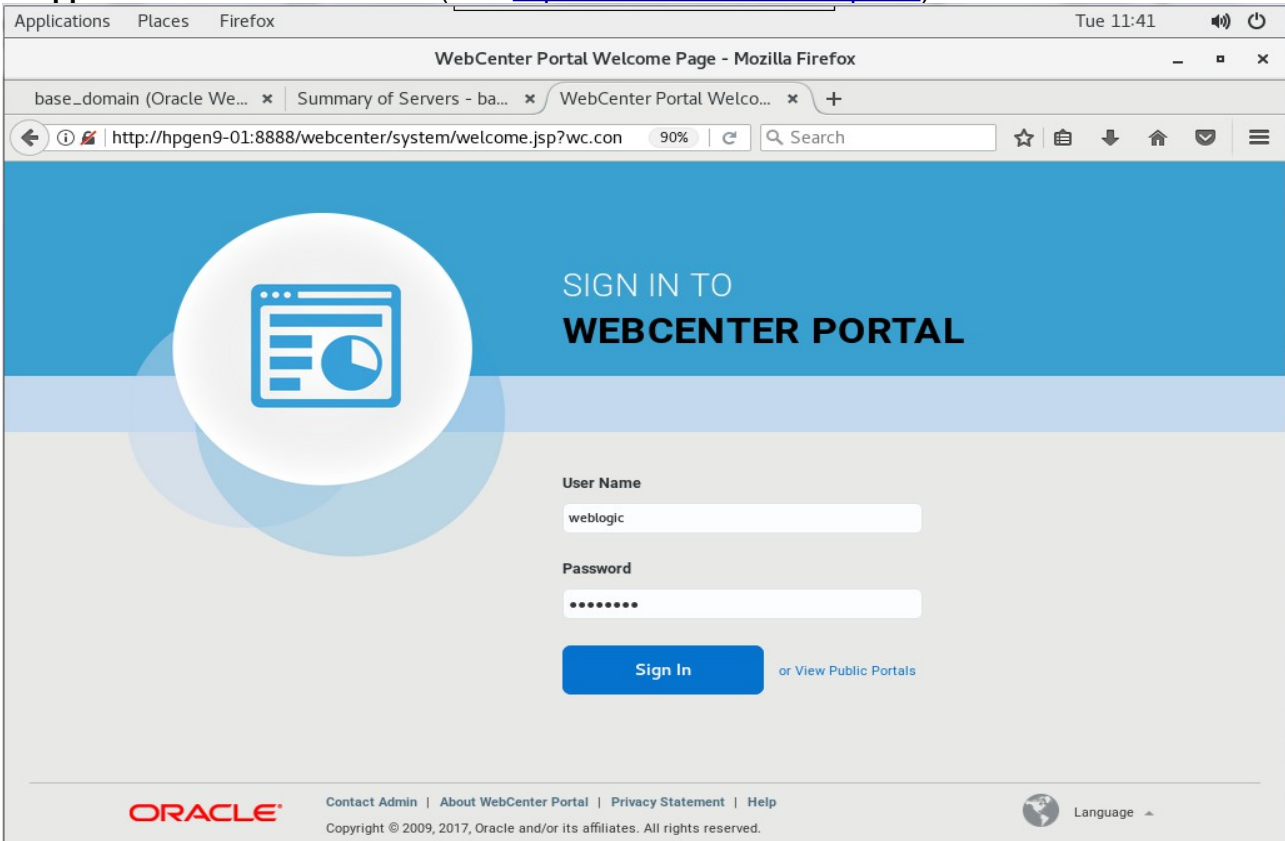 Applications Places Firefox Tue 11:41
WebCenter Portal Welcome Page - Mozilla Firefox
base_domain (Oracle We... × Summary of Servers - ba... × WebCenter Portal Welco... × +
http://hpgen9-01:8888/webcenter/system/welcome.jsp?wc.con 90% Search
SIGN IN TO
WEBCENTER PORTAL
User Name
weblogic
Password
••••••••
Sign In or View Public Portals
ORACLE®
Contact Admin | About WebCenter Portal | Privacy Statement | Help
Copyright © 2009, 2017, Oracle and/or its affiliates. All rights reserved.
Language